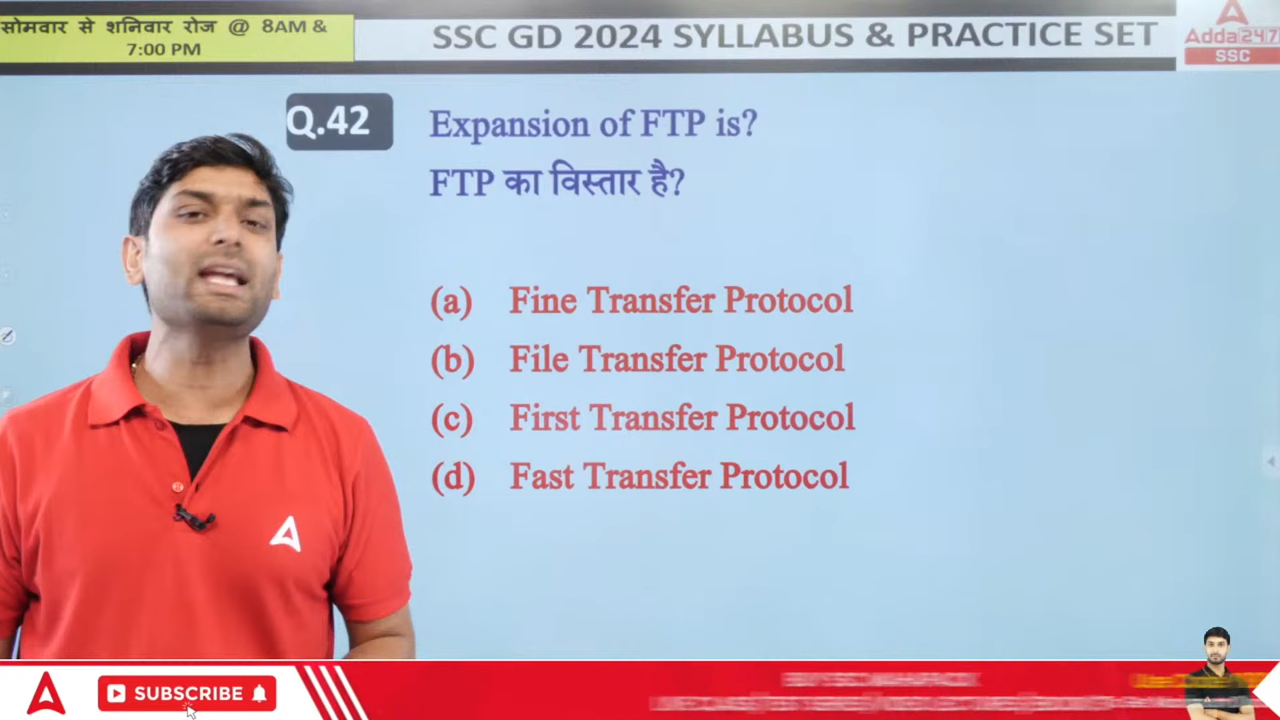 सोमवार से शनिवार रोज @ 8AM &
7:00 PM
SSC GD 2024 SYLLABUS & PRACTICE SET
Adda247
SSC
Q.42
Expansion of FTP is?
FTP का विस्तार है?
(a) Fine Transfer Protocol
(b) File Transfer Protocol
(c) First Transfer Protocol
(d) Fast Transfer Protocol
SUBSCRIBE